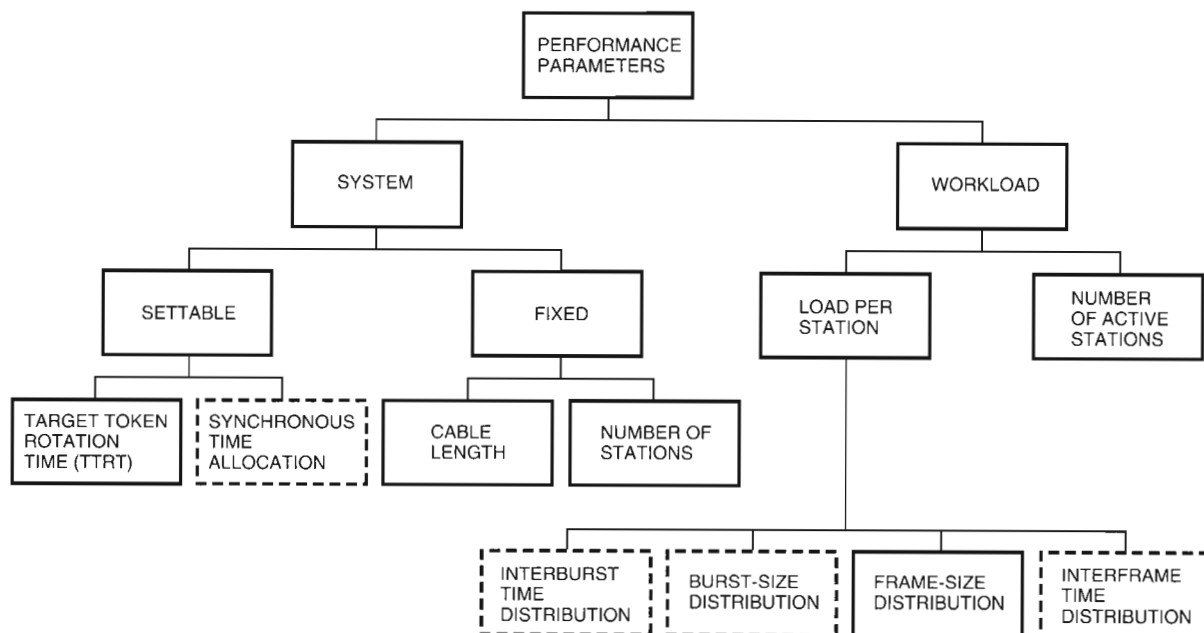 PERFORMANCE
PARAMETERS
SYSTEM
WORKLOAD
SETTABLE
FIXED
LOAD PER
STATION
NUMBER
OF ACTIVE
STATIONS
TARGET TOKEN
ROTATION
TIME (TTRT)
SYNCHRONOUS
TIME
ALLOCATION
CABLE
LENGTH
NUMBER OF
STATIONS
INTERBURST
TIME
DISTRIBUTION
BURST-SIZE
DISTRIBUTION
FRAME-SIZE
DISTRIBUTION
INTERFRAME
TIME
DISTRIBUTION